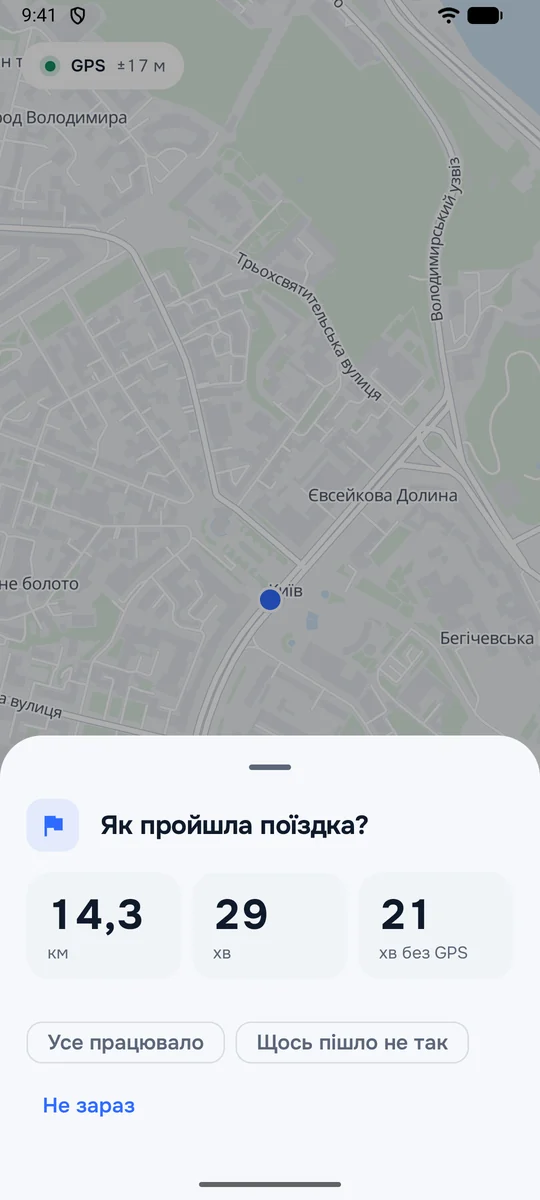 9:41
GPS ±17 м
род Володимира
Володимирський узвіз
Трьохсвятительська вулиця
Євсейкова Долина
не болото
Київ
Бегічевська
а вулиця
Як пройшла поїздка?
14,3
29
21
км
хв
хв без GPS
Усе працювало
Щось пішло не так
Не зараз